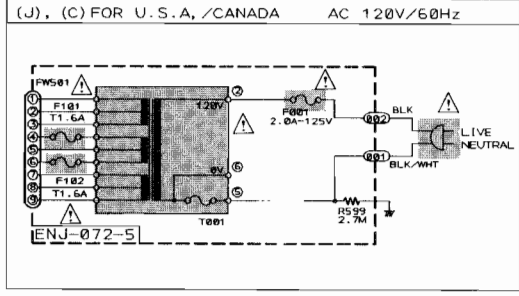 (J), (C) FOR U.S.A, /CANADA AC 120V/60Hz
FWS01
F101
T1.6A
F102
T1.6A
1
2
3
4
5
6
7
8
9
ENJ-072-5
120V
0V
T001
2
6
5
F001
2.0A-125V
002
BLK
001
BLK/WHT
LIVE
NEUTRAL
R599
2.7M